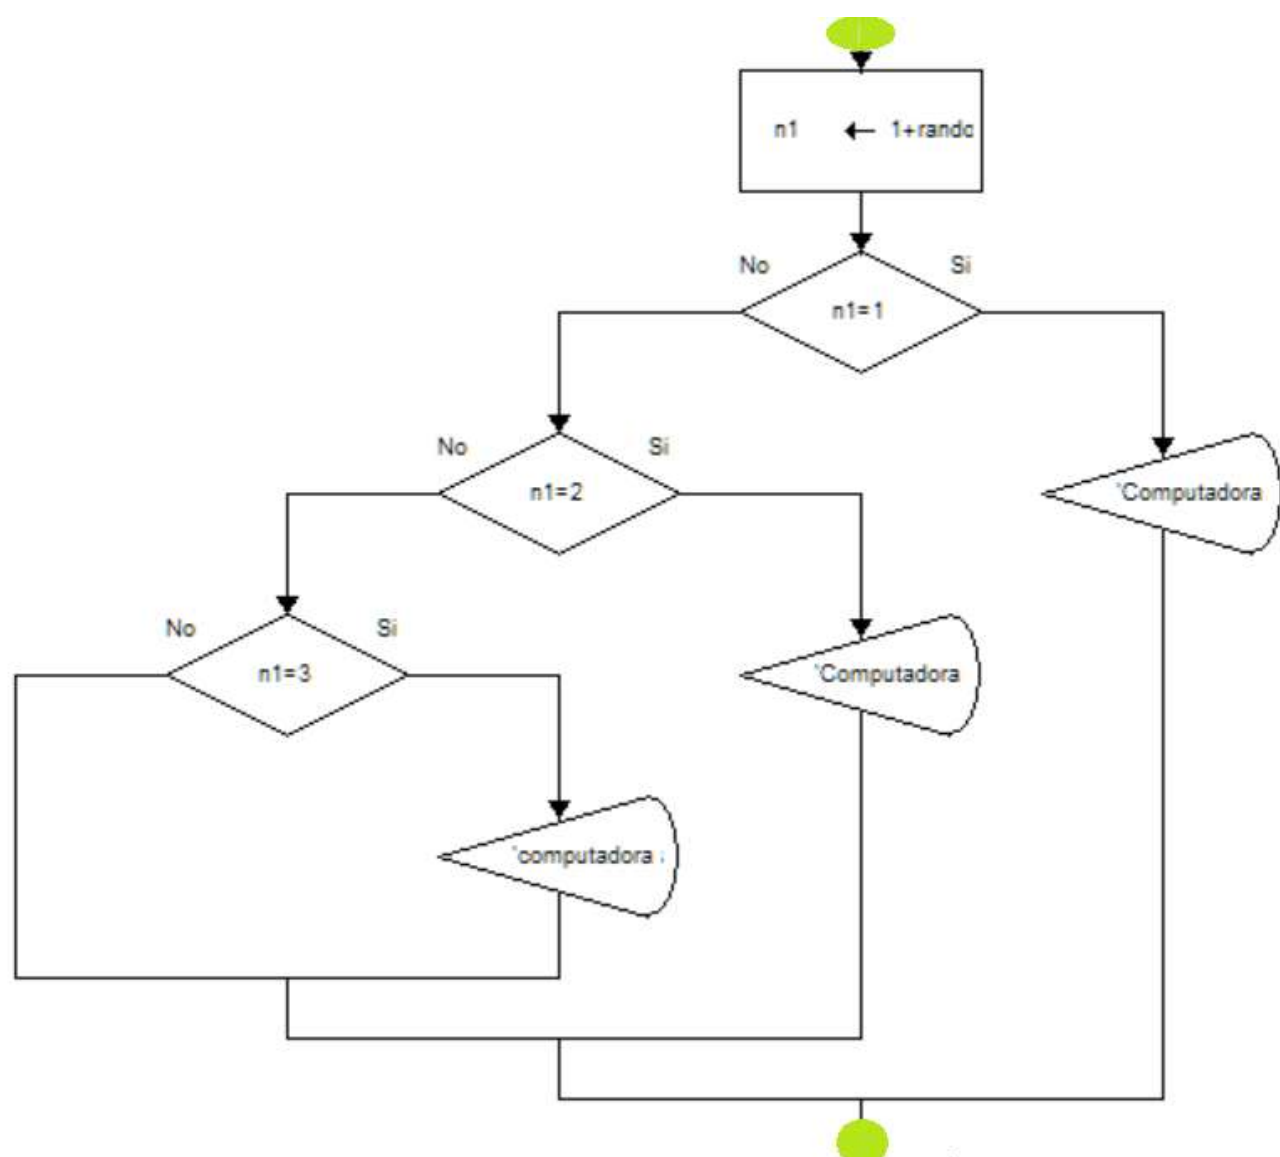 n1 ← 1+rando
No Si
n1=1
No Si
n1=2
'Computadora
No Si
n1=3
'Computadora
'computadora